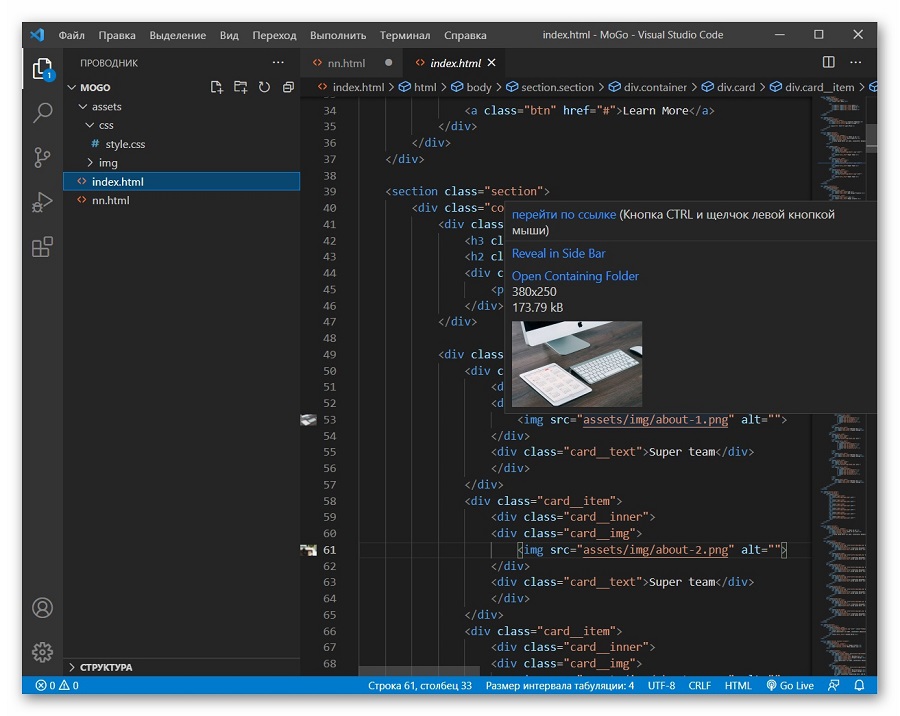 Файл Правка Выделение Вид Переход Выполнить Терминал Справка index.html - MoGo - Visual Studio Code
ПРОВОДНИК
1
MOGO
assets
css
# style.css
img
index.html
nn.html
СТРУКТУРА
nn.html
index.html
index.html > html > body > section.section > div.container > div.card > div.card__item >
34 <a class="btn" href="#">Learn More</a>
35 </div>
36 </div>
37 </div>
38
39 <section class="section">
40 <div class="co
41 <div class
42 <h3 cl
43 <h2 cl
44 <div c
45 <p
46 </div>
47 </div>
48
49 <div class
50 <div c
51 <d
52 <d
53 <img src="assets/img/about-1.png" alt="">
54 </div>
55 <div class="card__text">Super team</div>
56 </div>
57 </div>
58 <div class="card__item">
59 <div class="card__inner">
60 <div class="card__img">
61 <img src="assets/img/about-2.png" alt="">
62 </div>
63 <div class="card__text">Super team</div>
64 </div>
65 </div>
66 <div class="card__item">
67 <div class="card__inner">
68 <div class="card__img">
перейти по ссылке (Кнопка CTRL и щелчок левой кнопкой
мыши)
Reveal in Side Bar
Open Containing Folder
380x250
173.79 kB
0 0 Строка 61, столбец 33 Размер интервала табуляции: 4 UTF-8 CRLF HTML Go Live